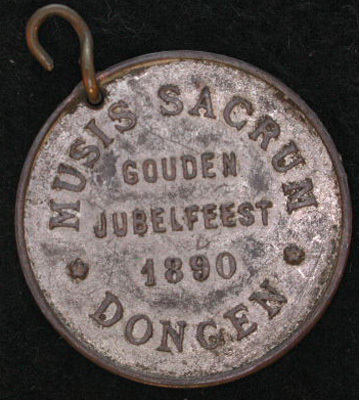 MUSIS SACRUM
GOUDEN
JUBELFEEST
1890
DONGEN